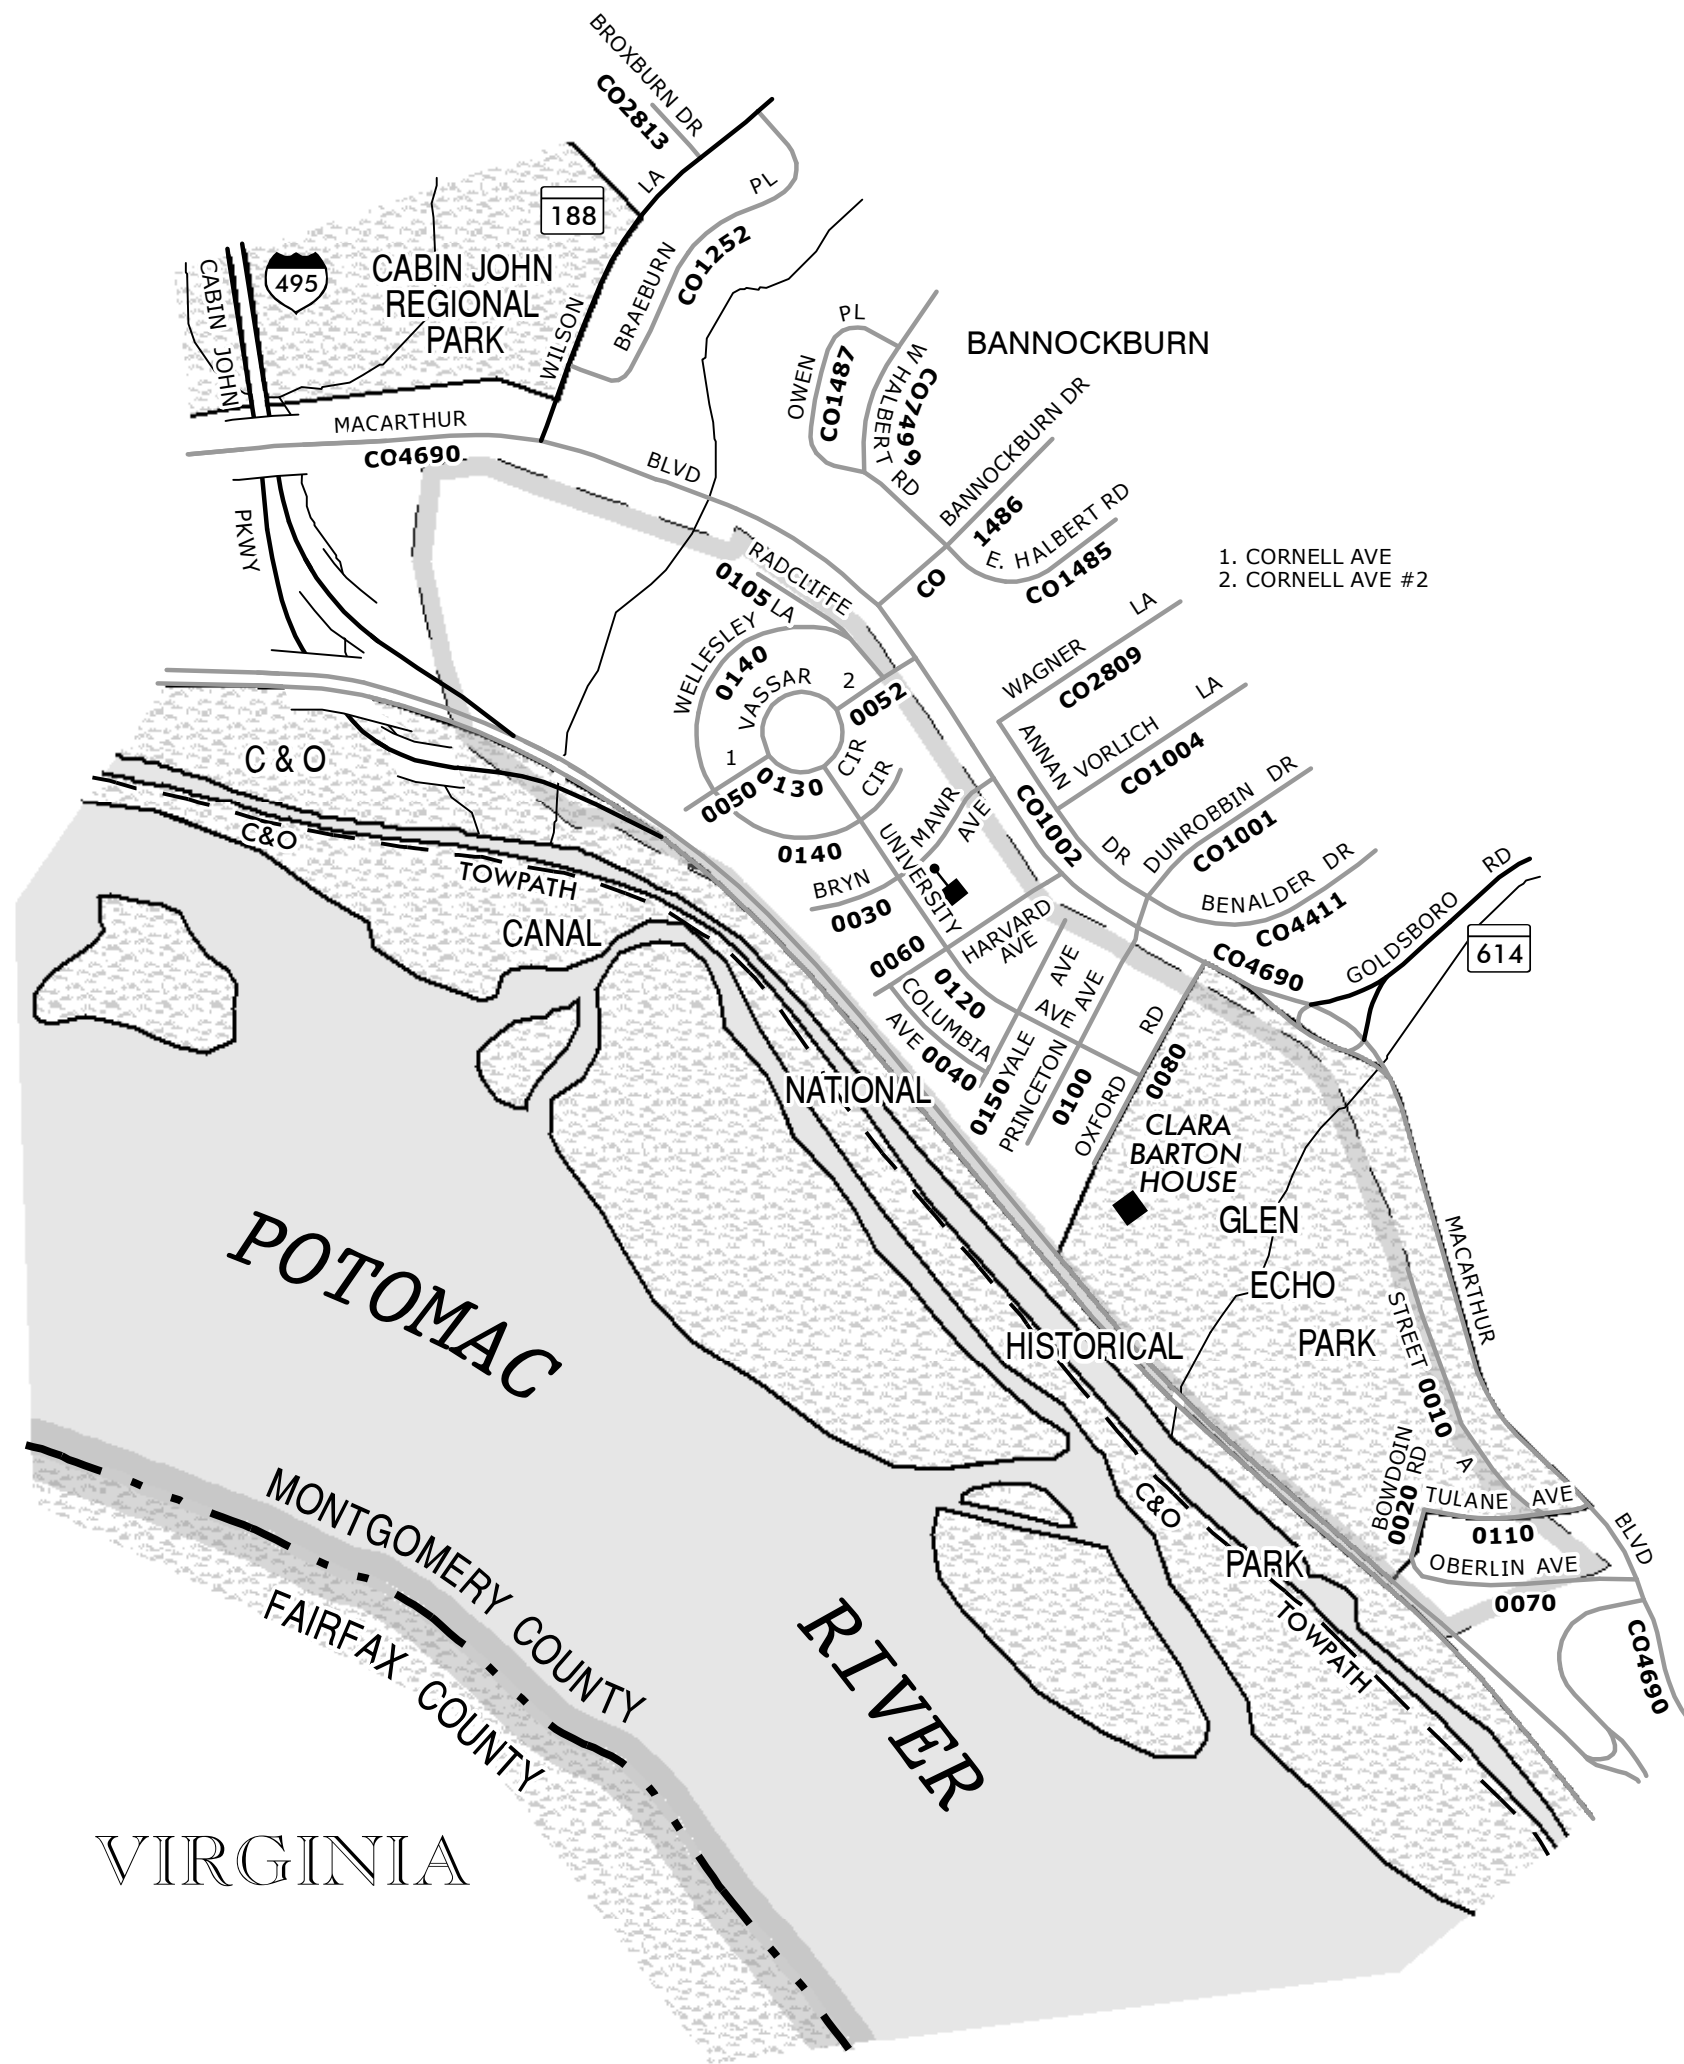 BROXBURN DR
CO2813
188
WILSON LA
BRAEBURN PL
CO1252
495
CABIN JOHN
REGIONAL
PARK
CABIN JOHN
PKWY
MACARTHUR
BLVD
CO4690
OWEN PL
CO1487
W HALBERT RD
CO7499
BANNOCKBURN
BANNOCKBURN DR
CO 1486
E. HALBERT RD
CO1485
1. CORNELL AVE
2. CORNELL AVE #2
RADCLIFFE
LA
0105
WELLESLEY
CIR
0140
VASSAR
CIR
2
0052
1
0050
0130
0140
WAGNER LA
CO2809
ANNAN
DR
VORLICH LA
CO1004
DUNROBBIN DR
CO1001
BENALDER DR
CO4411
CO1002
BRYN
MAWR
AVE
0030
UNIVERSITY
AVE
0120
HARVARD
AVE
0060
COLUMBIA
AVE 0040
YALE
AVE
0150
PRINCETON
AVE
0100
OXFORD
RD
0080
CO4690
GOLDSBORO RD
614
C & O
C&O
TOWPATH
CANAL
NATIONAL
CLARA
BARTON
HOUSE
GLEN
ECHO
PARK
HISTORICAL
MACARTHUR
BLVD
STREET 0010
A
BOWDOIN
RD
0020
TULANE AVE
0110
OBERLIN AVE
0070
CO4690
C&O
PARK
TOWPATH
POTOMAC
RIVER
MONTGOMERY COUNTY
FAIRFAX COUNTY
VIRGINIA